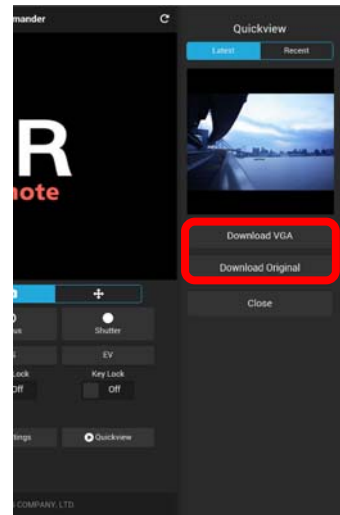 mander
Quickview
Latest
Recent
R
note
Download VGA
Download Original
Close
us
Shutter
EV
Lock
Key Lock
Off
Off
tings
Quickview
COMPANY, LTD.